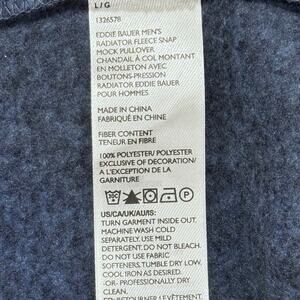 L / G
1326578
EDDIE BAUER MEN'S
RADIATOR FLEECE SNAP
MOCK PULLOVER
CHANDAIL À COL MONTANT
EN MOLLETON AVEC
BOUTONS-PRESSION
RADIATOR EDDIE BAUER
POUR HOMMES
MADE IN CHINA
FABRIQUÉ EN CHINE
FIBER CONTENT
TENEUR EN FIBRE
100% POLYESTER/ POLYESTER
EXCLUSIVE OF DECORATION/
A L'EXCEPTION DE LA
GARNITURE
P
US/CA/UK/AU/IS:
TURN GARMENT INSIDE OUT.
MACHINE WASH COLD
SEPARATELY. USE MILD
DETERGENT. DO NOT BLEACH.
DO NOT USE FABRIC
SOFTENERS. TUMBLE DRY LOW.
COOL IRON AS DESIRED.
-OR- PROFESSIONALLY DRY
CLEAN.
RETOURNER LE VÊTEMENT